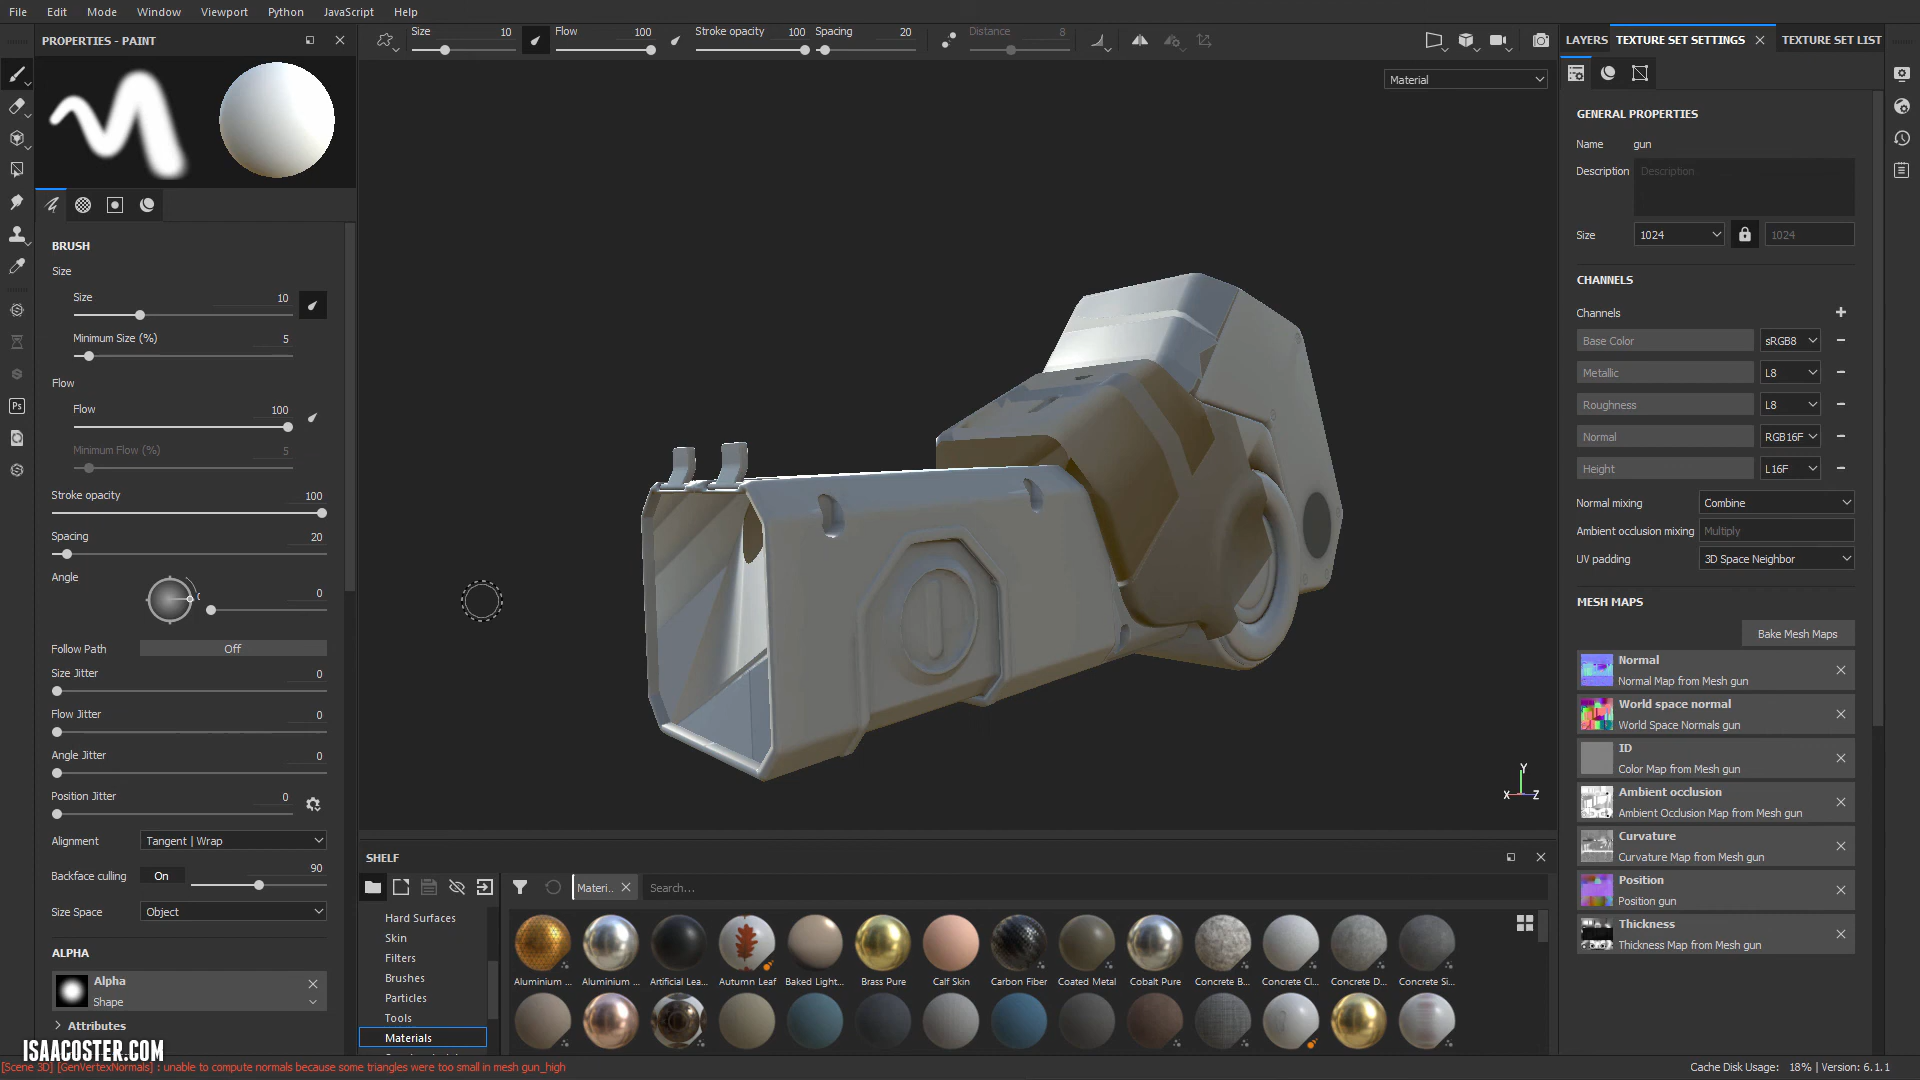 File Edit Mode Window Viewport Python JavaScript Help
PROPERTIES - PAINT
Size 10 Flow 100 Stroke opacity 100 Spacing 20 Distance 8
LAYERS TEXTURE SET SETTINGS TEXTURE SET LIST
Material
BRUSH
Size
Size 10
Minimum Size (%) 5
Flow
Flow 100
Minimum Flow (%) 5
Stroke opacity 100
Spacing 20
Angle 0
Follow Path Off
Size Jitter 0
Flow Jitter 0
Angle Jitter 0
Position Jitter 0
Alignment Tangent | Wrap
Backface culling On 90
Size Space Object
ALPHA
Alpha
Shape
Attributes
Ps
Y
X Z
SHELF
Materi.. Search...
Hard Surfaces
Skin
Filters
Brushes
Particles
Tools
Materials
Aluminium ... Aluminium ... Artificial Lea... Autumn Leaf Baked Light... Brass Pure Calf Skin Carbon Fiber Coated Metal Cobalt Pure Concrete B... Concrete Cl... Concrete D... Concrete Si...
GENERAL PROPERTIES
Name gun
Description Description
Size 1024 1024
CHANNELS
Channels
Base Color sRGB8
Metallic L8
Roughness L8
Normal RGB16F
Height L16F
Normal mixing Combine
Ambient occlusion mixing Multiply
UV padding 3D Space Neighbor
MESH MAPS
Bake Mesh Maps
Normal
Normal Map from Mesh gun
World space normal
World Space Normals gun
ID
Color Map from Mesh gun
Ambient occlusion
Ambient Occlusion Map from Mesh gun
Curvature
Curvature Map from Mesh gun
Position
Position gun
Thickness
Thickness Map from Mesh gun
ISAACOSTER.COM
[Scene 3D] [GenVertexNormals] : unable to compute normals because some triangles were too small in mesh gun_high
Cache Disk Usage: 18% | Version: 6.1.1